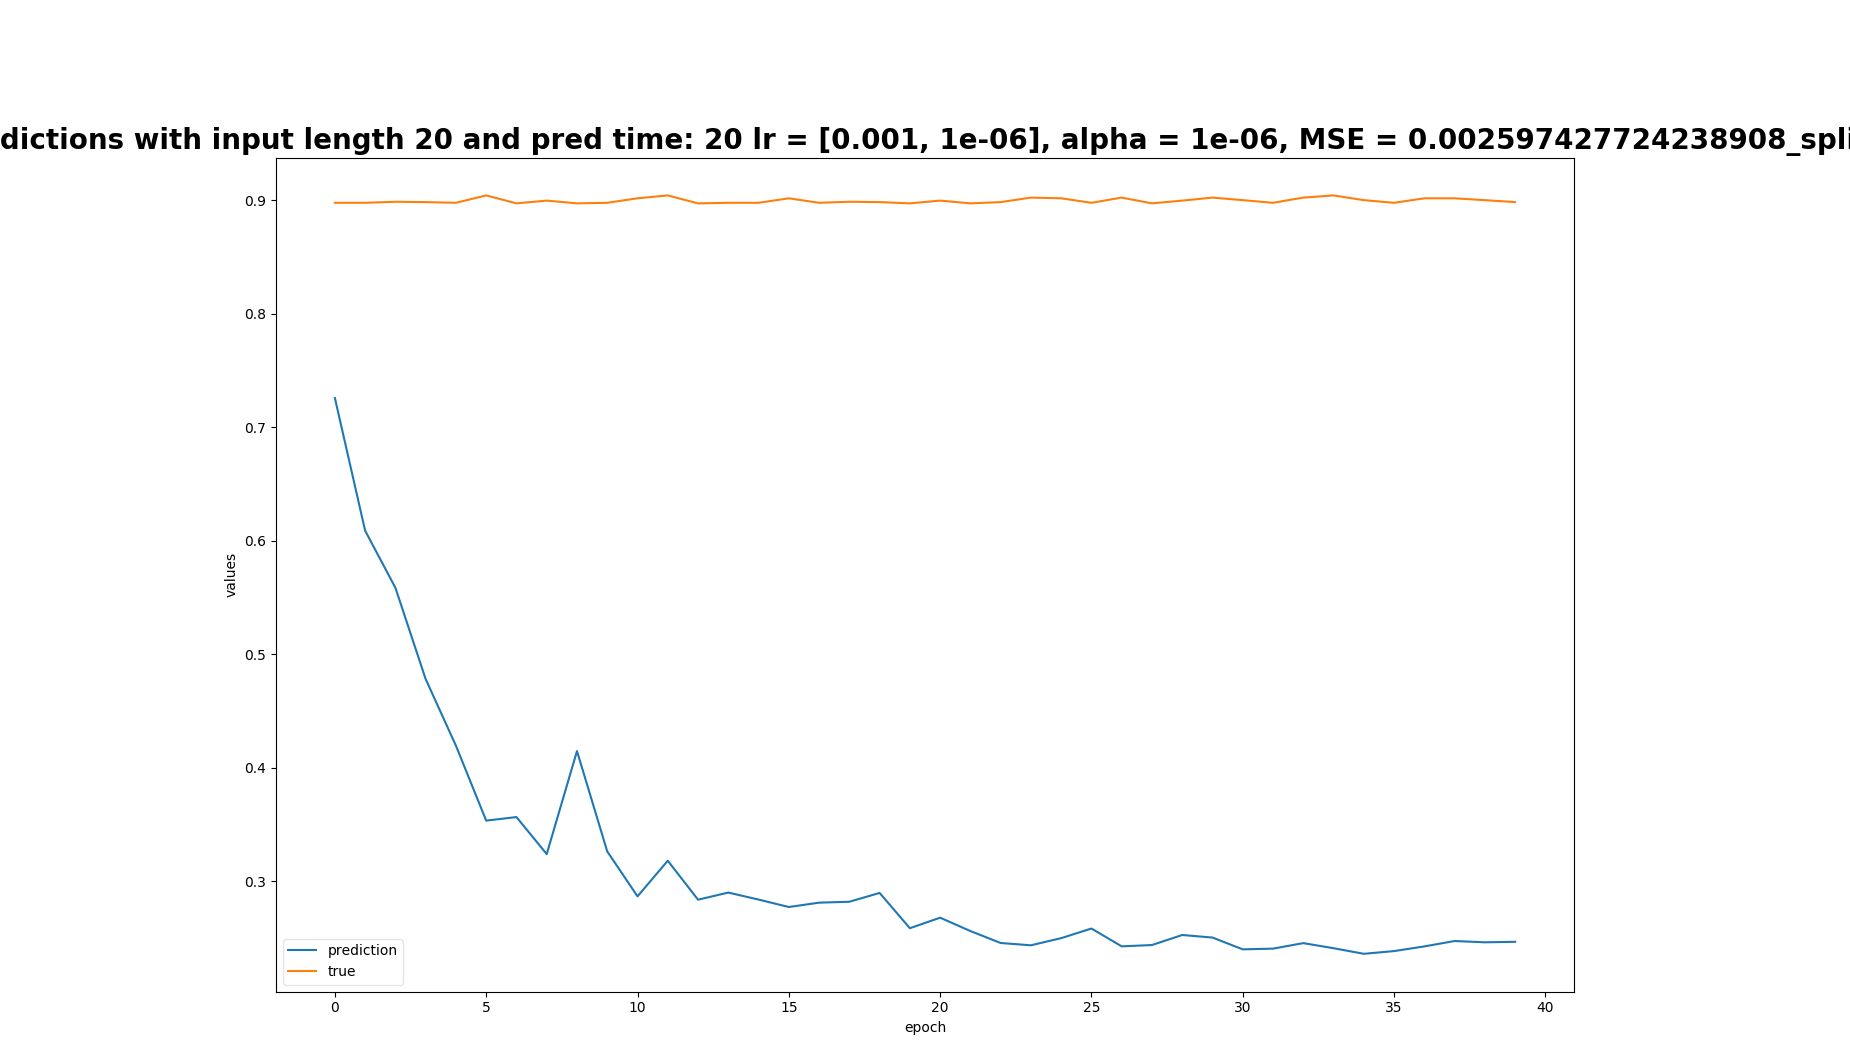 dictions with input length 20 and pred time: 20 lr = [0.001, 1e-06], alpha = 1e-06, MSE = 0.002597427724238908_spli
0.9
0.8
0.7
0.6
0.5
0.4
0.3
values
prediction
true
0 5 10 15 20 25 30 35 40
epoch